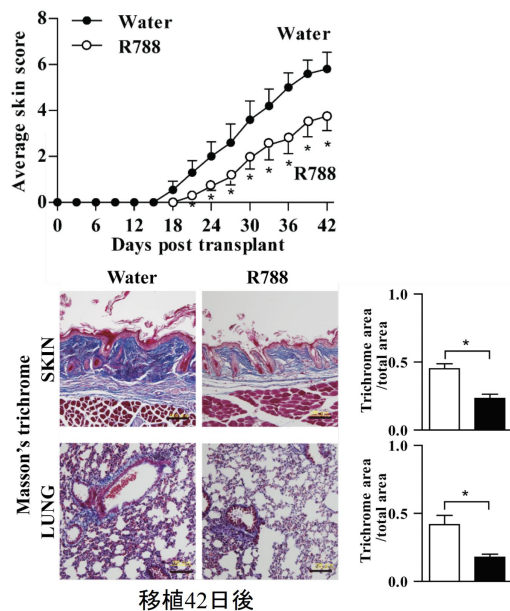 Water
R788
Water
R788
Average skin score
8
6
4
2
0
* * * * * * * *
0 6 12 18 24 30 36 42
Days post transplant
Water R788
Masson's trichrome
SKIN
LUNG
Trichrome area
/total area
1.0
0.5
0.0
*
Trichrome area
/total area
1.0
0.5
0.0
*
移植42日後